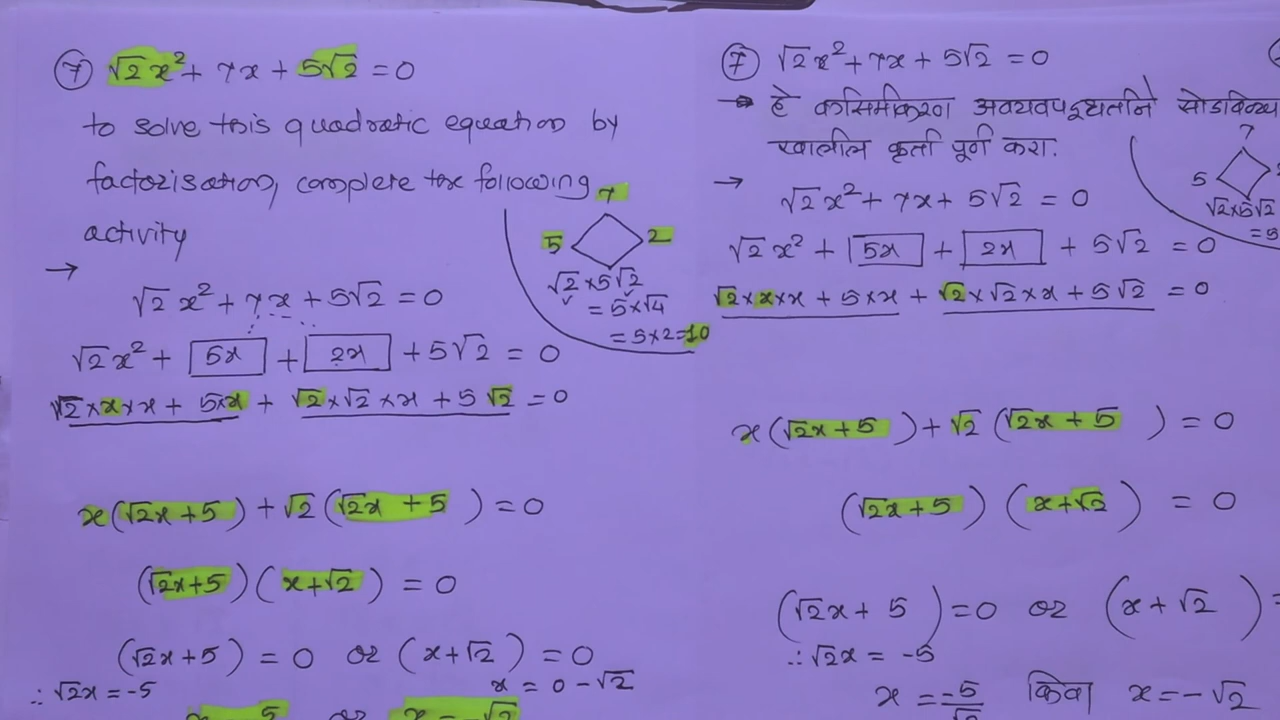 ⑦ √2x² + 7x + 5√2 = 0
to solve this quadratic equation by
factorisation, complete the following
activity
7
5 2
√2 × 5√2
= 5×√4
= 5×2=10
→
√2x² + 7x + 5√2 = 0
√2x² + 5x + 2x + 5√2 = 0
√2×x×x + 5×x + √2×√2×x + 5√2 = 0
x(√2x+5) + √2(√2x+5) = 0
(√2x+5)(x+√2) = 0
(√2x+5) = 0 or (x+√2) = 0
∴ √2x = -5 x = 0-√2
or x = -√2
⑦ √2x² + 7x + 5√2 = 0
→ हे अवयवपद्धतीने
खालील कृती पूर्ण करा.
7
5
√2×5√2
= 5
→ √2x² + 7x + 5√2 = 0
√2x² + 5x + 2x + 5√2 = 0
√2×x×x + 5×x + √2×√2×x + 5√2 = 0
x(√2x+5) + √2(√2x+5) = 0
(√2x+5)(x+√2) = 0
(√2x+5) = 0 or (x+√2) =
∴ √2x = -5
x = -5/√2 किंवा x = -√2